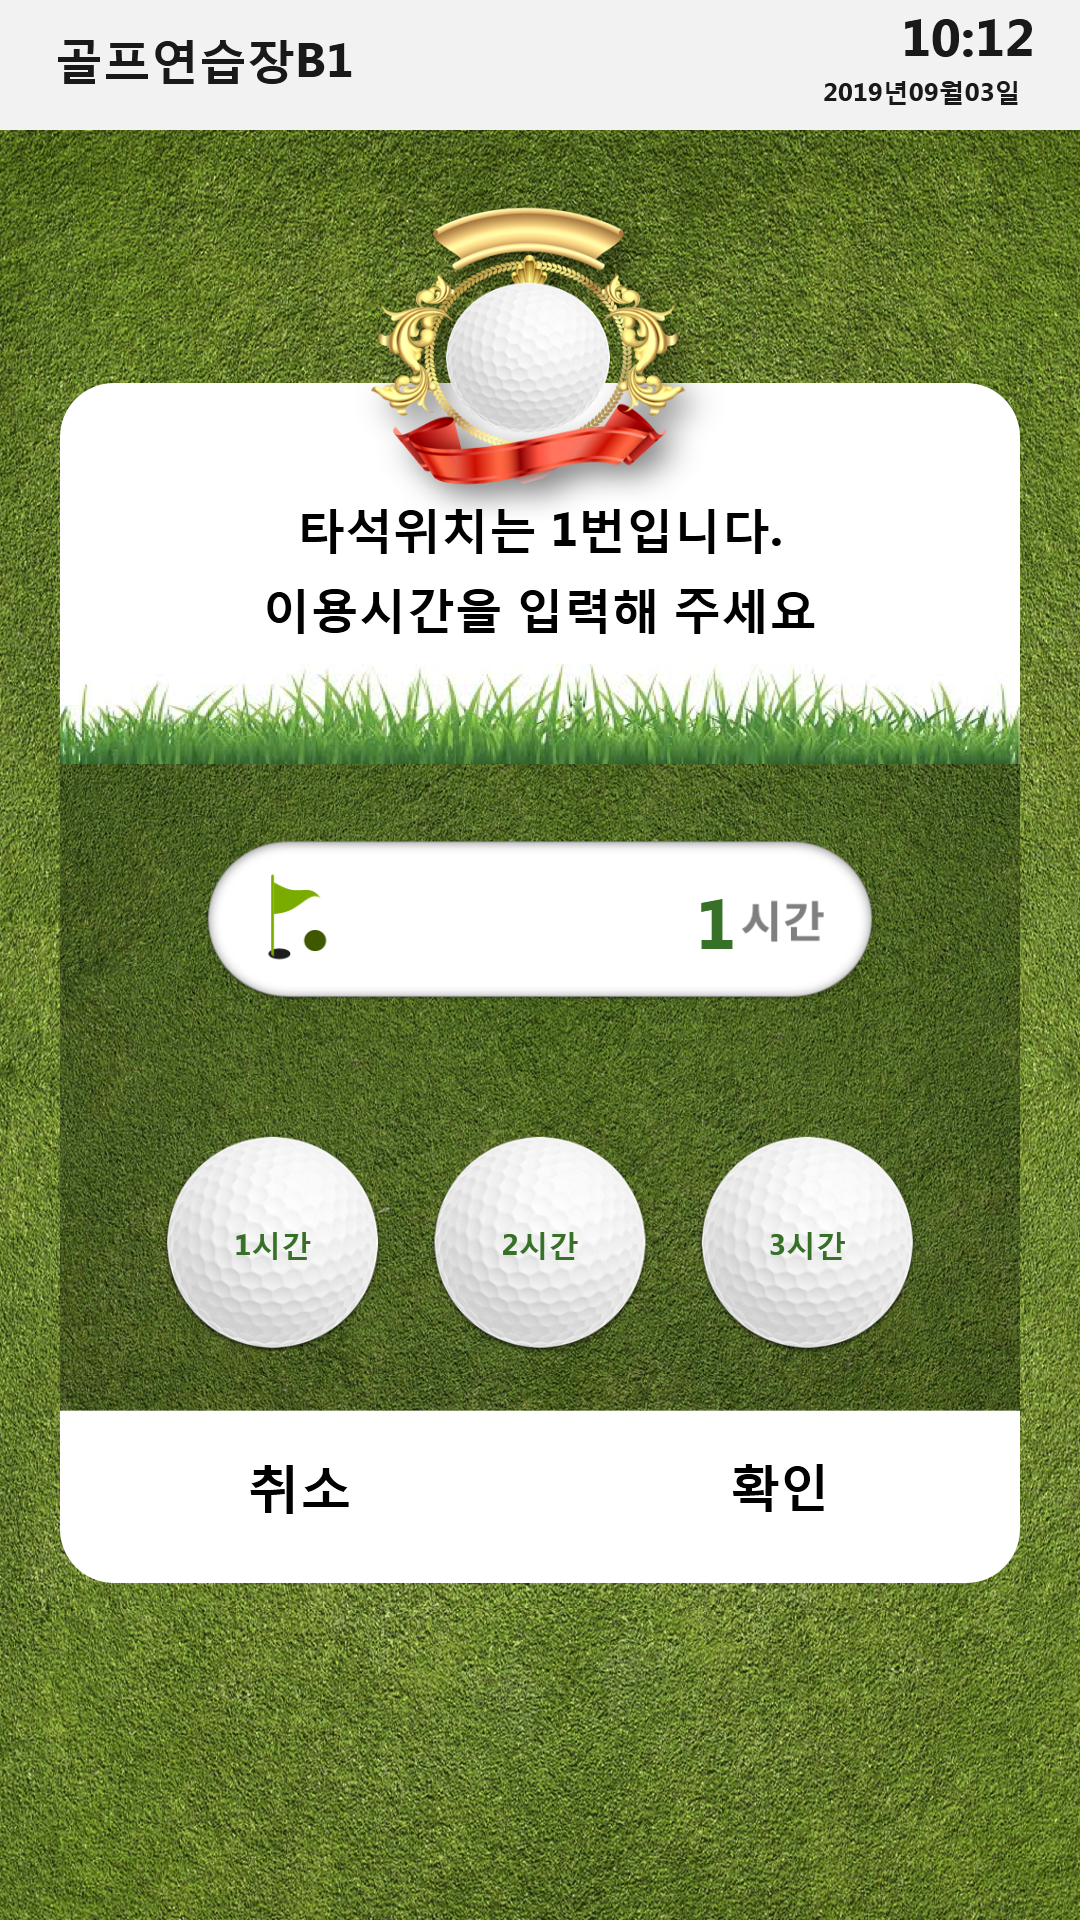 골프연습장B1
10:12
2019년09월03일
타석위치는 1번입니다.
이용시간을 입력해 주세요
1 시간
1시간
2시간
3시간
취소
확인